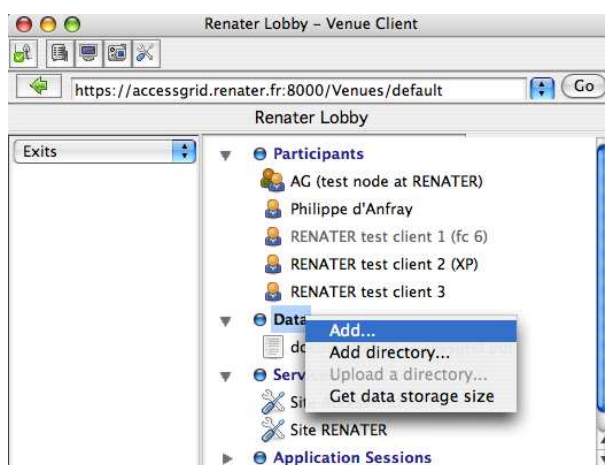 Renater Lobby – Venue Client
https://accessgrid.renater.fr:8000/Venues/default
Go
Renater Lobby
Exits
Participants
AG (test node at RENATER)
Philippe d'Anfray
RENATER test client 1 (fc 6)
RENATER test client 2 (XP)
RENATER test client 3
Data
Add...
Add directory...
Upload a directory...
Get data storage size
Site RENATER
Application Sessions